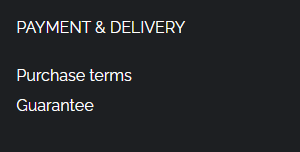 PAYMENT & DELIVERY
Purchase terms
Guarantee